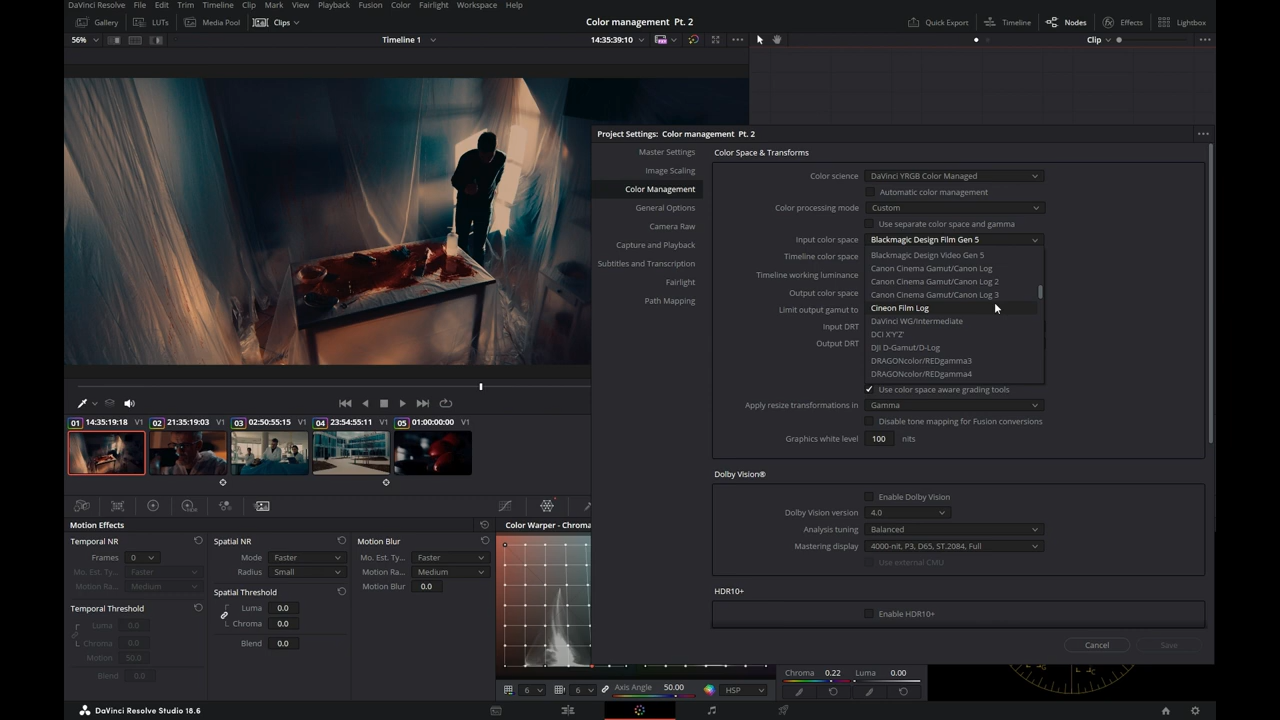 DaVinci Resolve File Edit Trim Timeline Clip Mark View Playback Fusion Color Fairlight Workspace Help
Gallery LUTs Media Pool Clips Color management Pt. 2 Quick Export Timeline Nodes Effects Lightbox
56% Timeline 1 14:35:39:10 Clip
Project Settings: Color management Pt. 2
Master Settings
Image Scaling
Color Management
General Options
Camera Raw
Capture and Playback
Subtitles and Transcription
Fairlight
Path Mapping
Color Space & Transforms
Color science DaVinci YRGB Color Managed
Automatic color management
Color processing mode Custom
Use separate color space and gamma
Input color space Blackmagic Design Film Gen 5
Timeline color space
Timeline working luminance
Output color space
Limit output gamut to
Input DRT
Output DRT
Blackmagic Design Video Gen 5
Canon Cinema Gamut/Canon Log
Canon Cinema Gamut/Canon Log 2
Canon Cinema Gamut/Canon Log 3
Cineon Film Log
DaVinci WG/Intermediate
DCI X'Y'Z'
DJI D-Gamut/D-Log
DRAGONcolor/REDgamma3
DRAGONcolor/REDgamma4
Use color space aware grading tools
Apply resize transformations in Gamma
Disable tone mapping for Fusion conversions
Graphics white level 100 nits
Dolby Vision®
Enable Dolby Vision
Dolby Vision version 4.0
Analysis tuning Balanced
Mastering display 4000-nit, P3, D65, ST.2084, Full
Use external CMU
HDR10+
Enable HDR10+
Cancel Save
01 14:35:19:18 V1 02 21:35:19:03 V1 03 02:50:55:15 V1 04 23:54:55:11 V1 05 01:00:00:00 V1
Motion Effects
Temporal NR
Frames 0
Mo. Est. Ty... Faster
Motion Ra... Medium
Temporal Threshold
Luma 0.0
Chroma 0.0
Motion 50.0
Blend 0.0
Spatial NR
Mode Faster
Radius Small
Spatial Threshold
Luma 0.0
Chroma 0.0
Blend 0.0
Motion Blur
Mo. Est. Ty... Faster
Motion Ra... Medium
Motion Blur 0.0
Color Warper - Chroma
6 6 Axis Angle 50.00 HSP
Chroma 0.22 Luma 0.00
DaVinci Resolve Studio 18.6